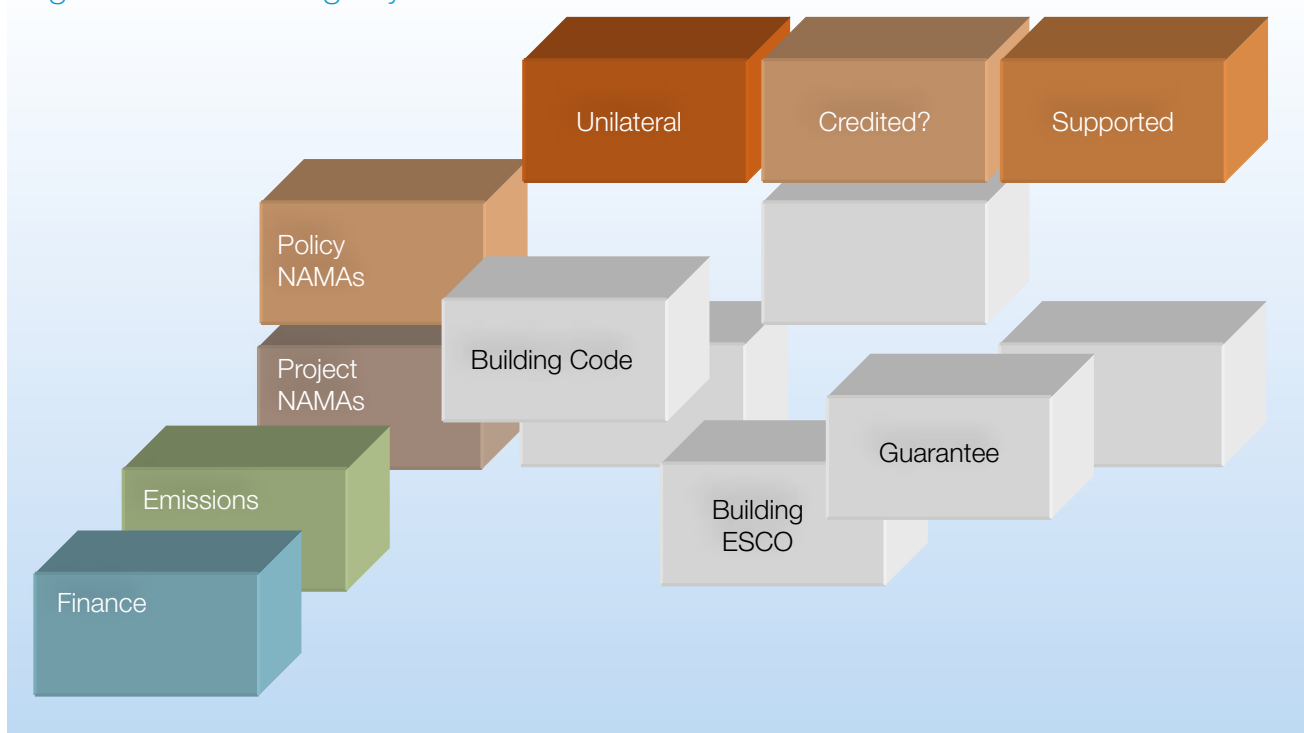 Unilateral
Credited?
Supported
Policy
NAMAs
Building Code
Project
NAMAs
Guarantee
Emissions
Building
ESCO
Finance